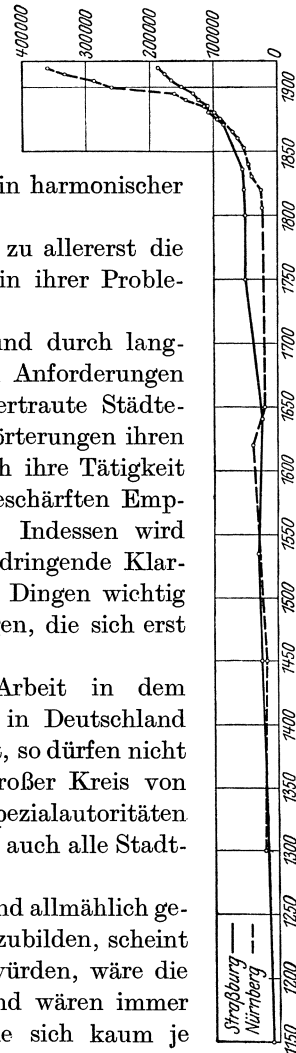 400000
300000
200000
100000
0
1900
1850
1800
1750
1700
1650
1600
1550
1500
1450
1400
1350
1300
1250
1200
1150
Straßburg
Nürnberg
in harmonischer
zu allererst die
in ihrer Proble-
und durch lang-
Anforderungen
ertraute Städte-
örterungen ihren
h ihre Tätigkeit
eschärften Emp-
Indessen wird
dringende Klar-
Dingen wichtig
en, die sich erst
Arbeit in dem
in Deutschland
, so dürfen nicht
roßer Kreis von
pezialautoritäten
auch alle Stadt-
nd allmählich ge-
zubilden, scheint
würden, wäre die
nd wären immer
e sich kaum je